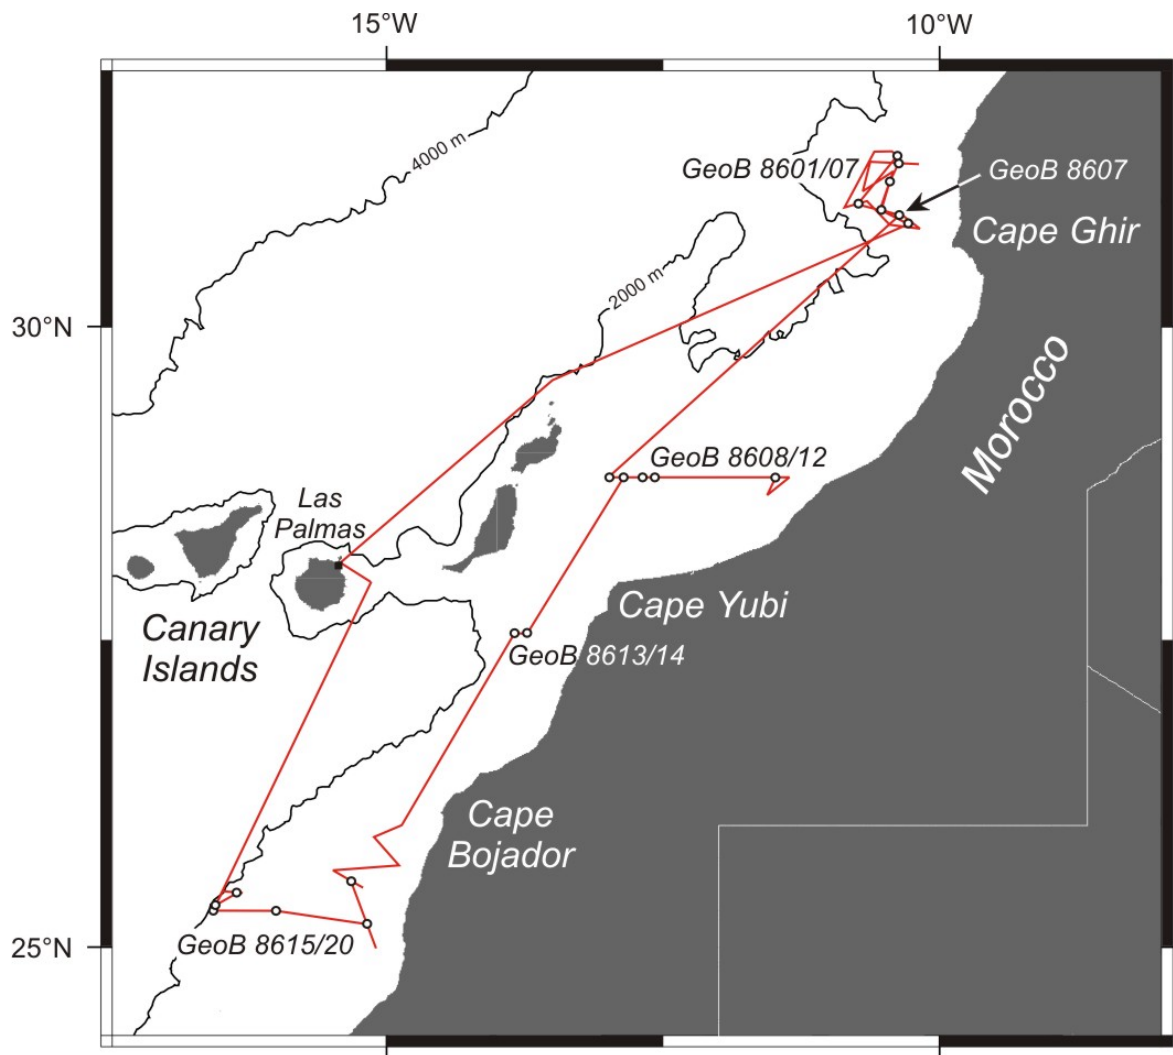 15°W
10°W
4000 m
GeoB 8601/07
GeoB 8607
Cape Ghir
2000 m
30°N
Morocco
GeoB 8608/12
Las
Palmas
Cape Yubi
Canary
Islands
GeoB 8613/14
Cape
Bojador
GeoB 8615/20
25°N